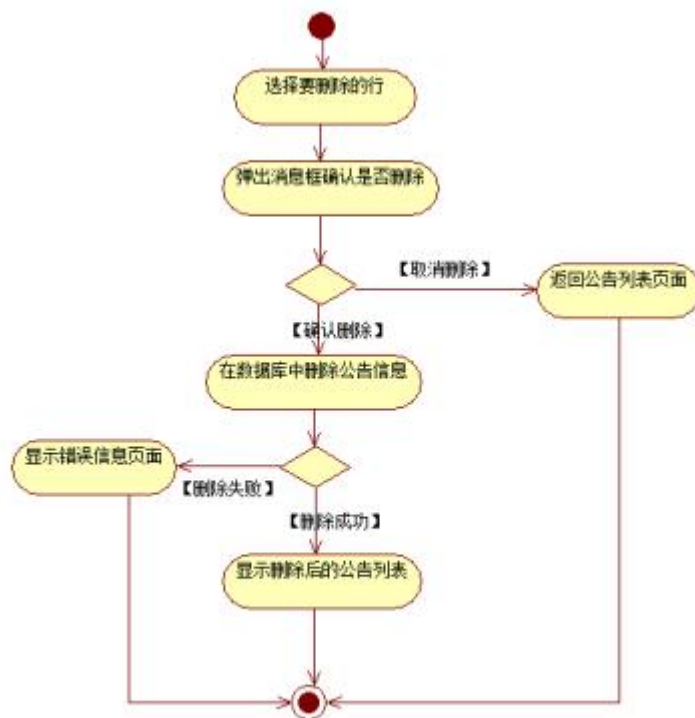 选择要删除的行
弹出消息框确认是否删除
【取消删除】
返回公告列表页面
【确认删除】
在数据库中删除公告信息
显示错误信息页面
【删除失败】
【删除成功】
显示删除后的公告列表